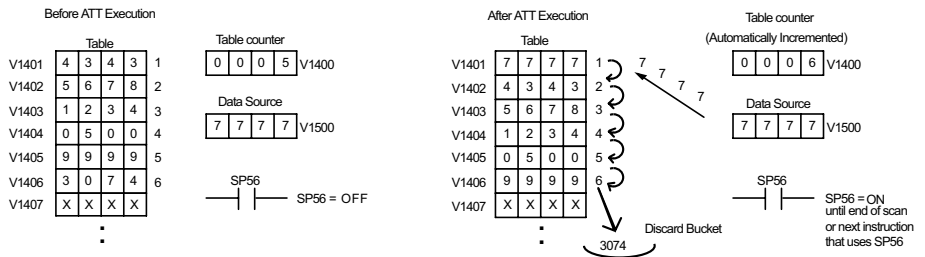 Before ATT Execution
Table
V1401 4 3 4 3 1
V1402 5 6 7 8 2
V1403 1 2 3 4 3
V1404 0 5 0 0 4
V1405 9 9 9 9 5
V1406 3 0 7 4 6
V1407 X X X X
Table counter
0 0 0 5 V1400
Data Source
7 7 7 7 V1500
SP56
SP56 = OFF
After ATT Execution
Table
V1401 7 7 7 7 1
V1402 4 3 4 3 2
V1403 5 6 7 8 3
V1404 1 2 3 4 4
V1405 0 5 0 0 5
V1406 9 9 9 9 6
V1407 X X X X
Discard Bucket
3074
7 7 7 7
Table counter
(Automatically Incremented)
0 0 0 6 V1400
Data Source
7 7 7 7 V1500
SP56
SP56 = ON
until end of scan
or next instruction
that uses SP56